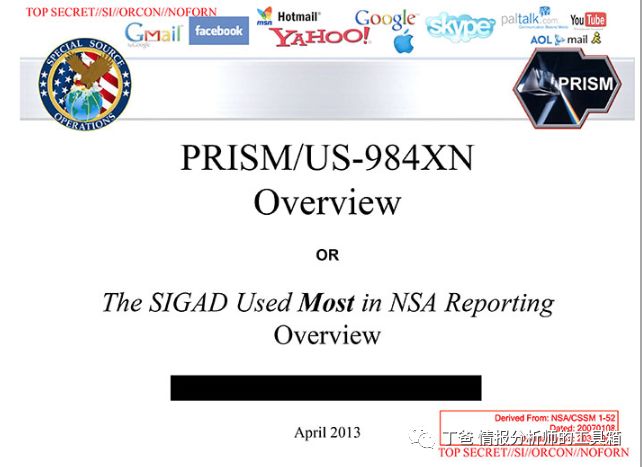 TOP SECRET//SI//ORCON//NOFORN
msn Hotmail
Gmail by Google facebook YAHOO! Google skype paltalk.com YouTube
AOL mail
SPECIAL SOURCE OPERATIONS
PRISM
PRISM/US-984XN
Overview
OR
The SIGAD Used Most in NSA Reporting
Overview
April 2013
Derived From: NSA/CSSM 1-52
Dated: 20070108
丁爸 情报分析师的工具箱
TOP SECRET//SI//ORCON//NOFORN